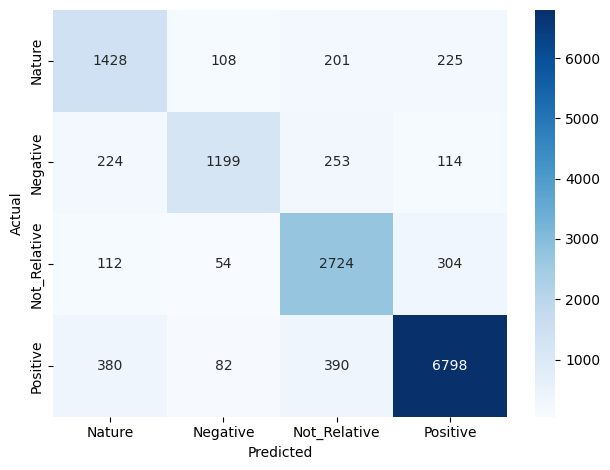 Actual
Nature 1428 108 201 225
Negative 224 1199 253 114
Not_Relative 112 54 2724 304
Positive 380 82 390 6798
Nature Negative Not_Relative Positive
Predicted
6000
5000
4000
3000
2000
1000